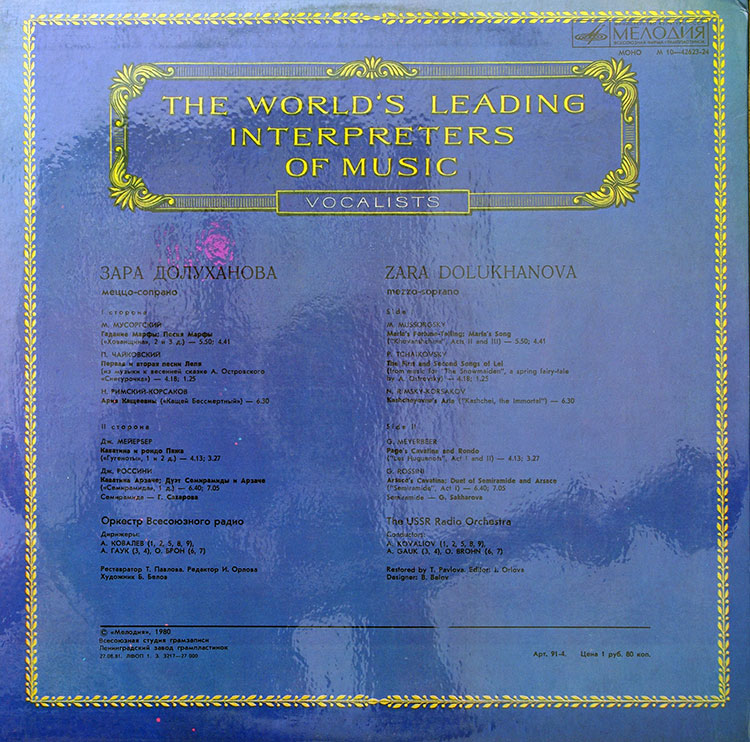 МЕЛОДИЯ
МОНО М 10—42623-24
THE WORLD'S LEADING
INTERPRETERS
OF MUSIC
VOCALISTS
ЗАРА ДОЛУХАНОВА
меццо-сопрано
I сторона
М. МУСОРГСКИЙ
Гадание Марфы; Песня Марфы
(«Хованщина», 2 и 3 д.) — 5.50; 4.41
П. ЧАЙКОВСКИЙ
Первая и вторая песни Леля
(из музыки к весенней сказке А. Островского
«Снегурочка») — 4.18; 1.25
Н. РИМСКИЙ-КОРСАКОВ
Ария Кащеевны («Кащей Бессмертный») — 6.30
II сторона
Дж. МЕЙЕРБЕР
Каватина и рондо Пажа
(«Гугеноты», 1 и 2 д.) — 4.13; 3.27
Дж. РОССИНИ
Каватина Арзаче; Дуэт Семирамиды и Арзаче
(«Семирамида», 1 д.) — 6.40; 7.05
Семирамида — Г. Сахарова
Оркестр Всесоюзного радио
Дирижеры:
А. КОВАЛЕВ (1, 2, 5, 8, 9),
А. ГАУК (3, 4), О. БРОН (6, 7)
Реставратор Т. Павлова. Редактор И. Орлова
Художник Б. Белов
ZARA DOLUKHANOVA
mezzo-soprano
Side
M. MUSSORGSKY
Marfa's Fortune-Telling; Marfa's Song
("Khovanshchina", Acts II and III) — 5.50; 4.41
P. TCHAIKOVSKY
The First and Second Songs of Lel
(from music for "The Snowmaiden", a spring fairy-tale
by A. Ostrovsky) — 4.18; 1.25
N. RIMSKY-KORSAKOV
Kashcheyevna's Aria ("Kashchei, the Immortal") — 6.30
Side II
G. MEYERBEER
Page's Cavatina and Rondo
("Les Huguenots", Act I and II) — 4.13; 3.27
G. ROSSINI
Arsace's Cavatina; Duet of Semiramide and Arsace
("Semiramide", Act I) — 6.40; 7.05
Semiramide — G. Sakharova
The USSR Radio Orchestra
Conductors:
A. KOVALIOV (1, 2, 5, 8, 9),
A. GAUK (3, 4), O. BROHN (6, 7)
Restored by T. Pavlova. Editor: J. Orlova
Designer: B. Belov
© «Мелодия», 1980
Всесоюзная студия грамзаписи
Ленинградский завод грампластинок
27.08.81. ЛФОП 1. З. 3217—27 000
Арт. 91-4. Цена 1 руб. 80 коп.